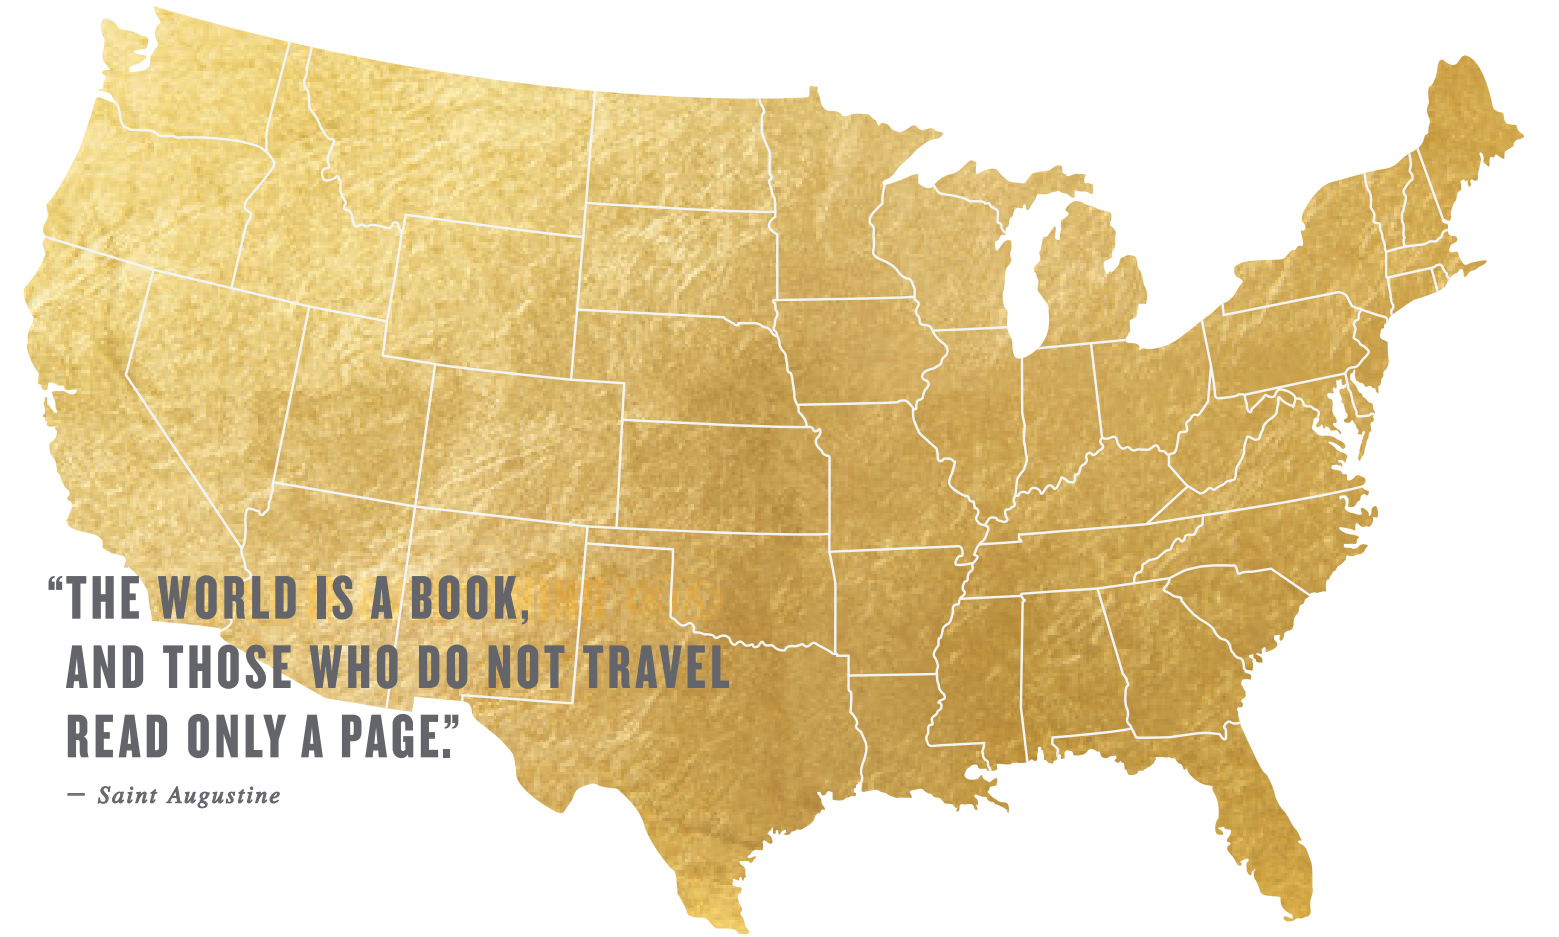 “THE WORLD IS A BOOK,
AND THOSE WHO DO NOT TRAVEL
READ ONLY A PAGE.”
— Saint Augustine